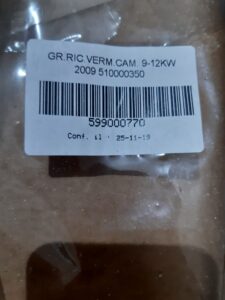 GR.RIC VERM.CAM. 9-12KW
2009 510000350
599000770
Conf. il : 25-11-19